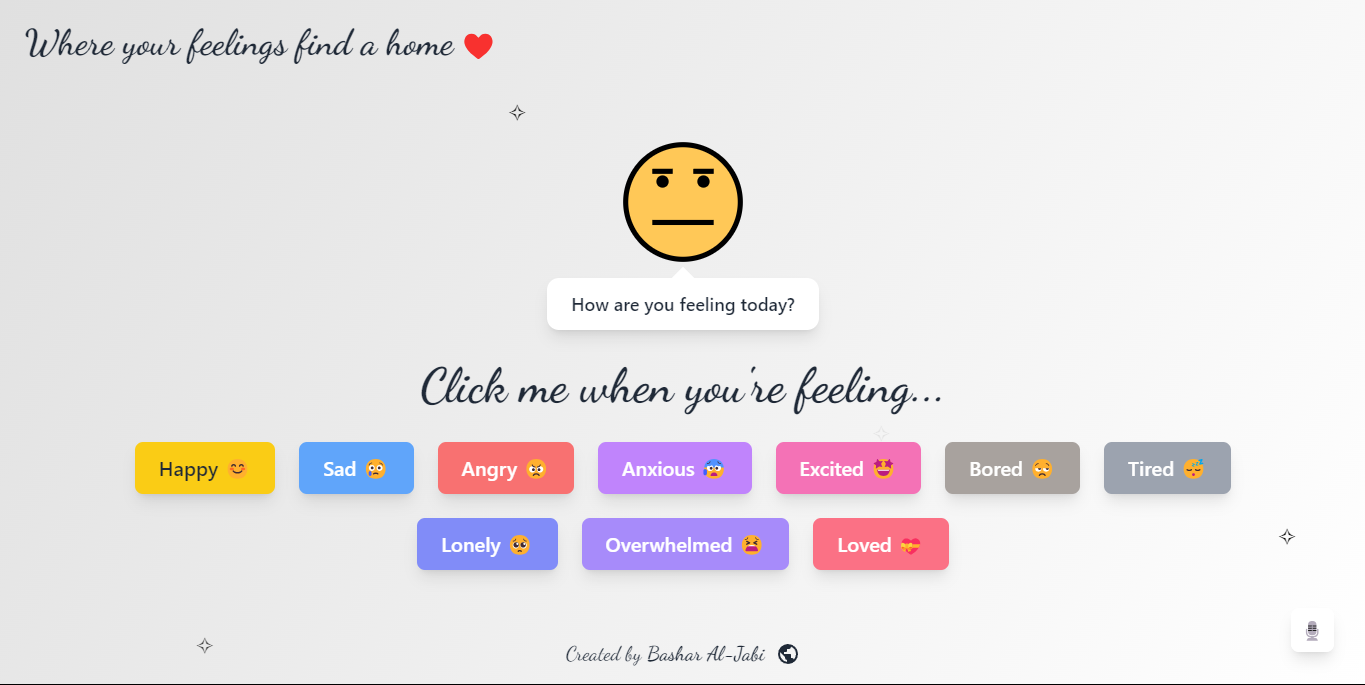 Where your feelings find a home ❤️
How are you feeling today?
Click me when you're feeling...
Happy 😊 Sad 😢 Angry 😠 Anxious 😰 Excited 🤩 Bored 😩 Tired 😴
Lonely 🥺 Overwhelmed 😫 Loved 💝
Created by Bashar Al-Jabi